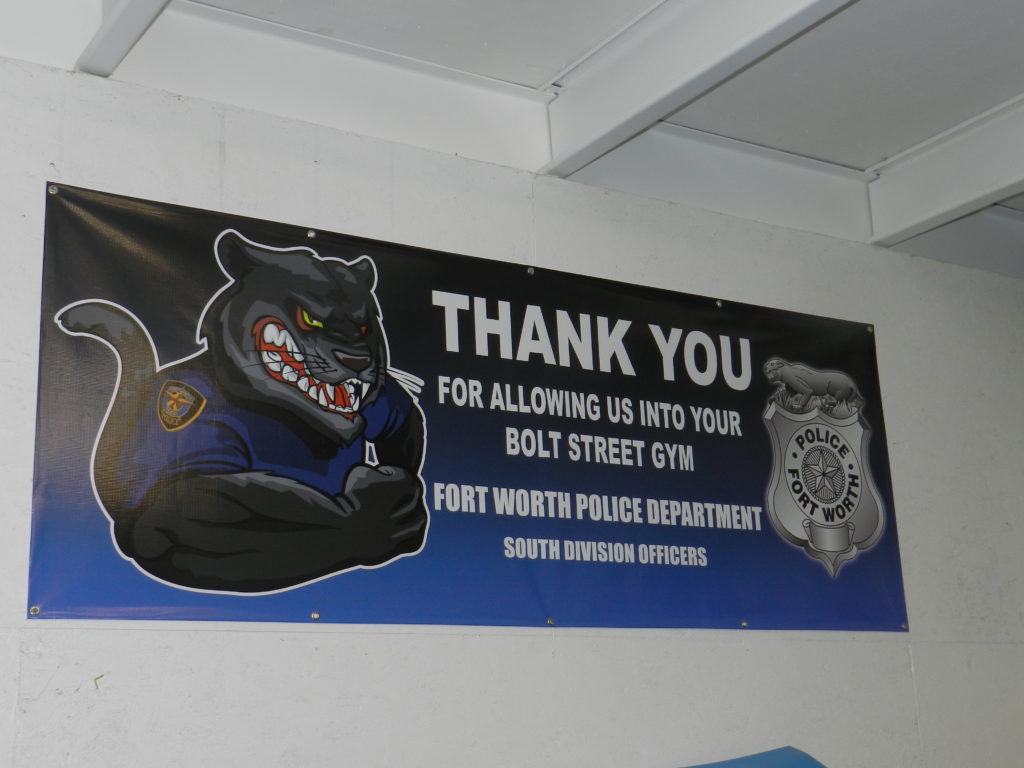 THANK YOU
FOR ALLOWING US INTO YOUR
BOLT STREET GYM
FORT WORTH POLICE DEPARTMENT
SOUTH DIVISION OFFICERS
POLICE
FORT WORTH